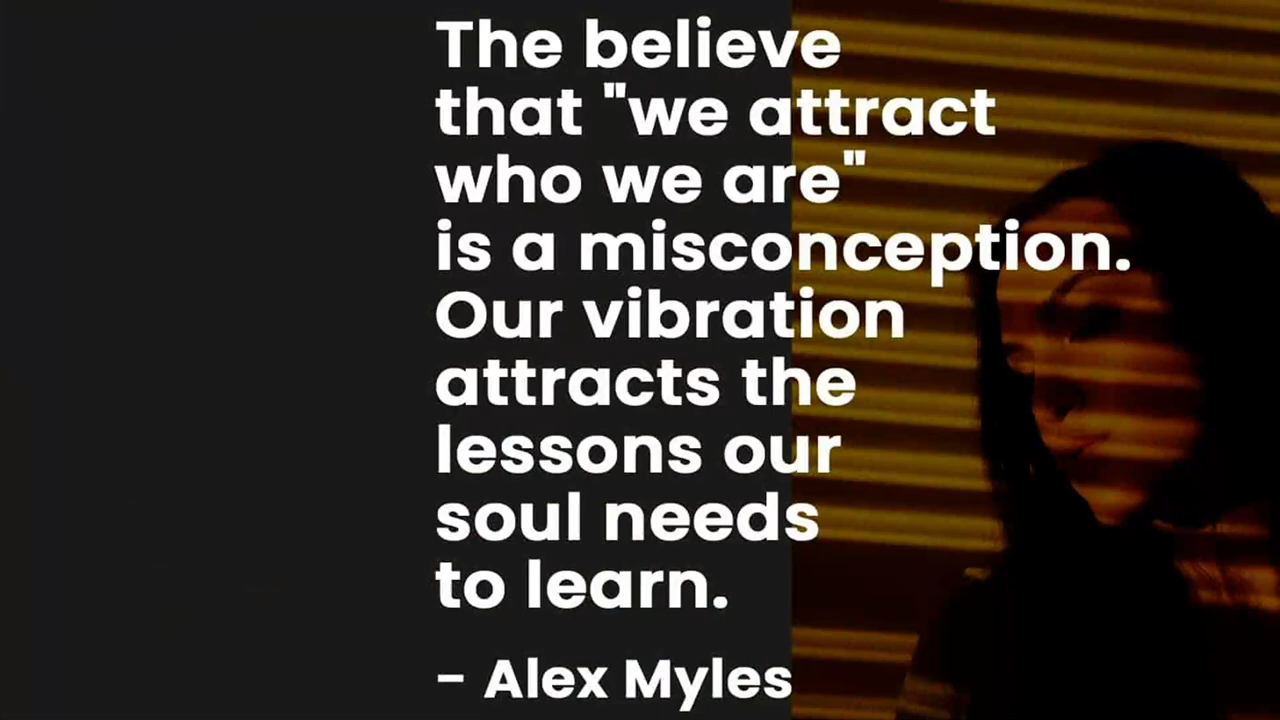 The believe
that "we attract
who we are"
is a misconception.
Our vibration
attracts the
lessons our
soul needs
to learn.
- Alex Myles